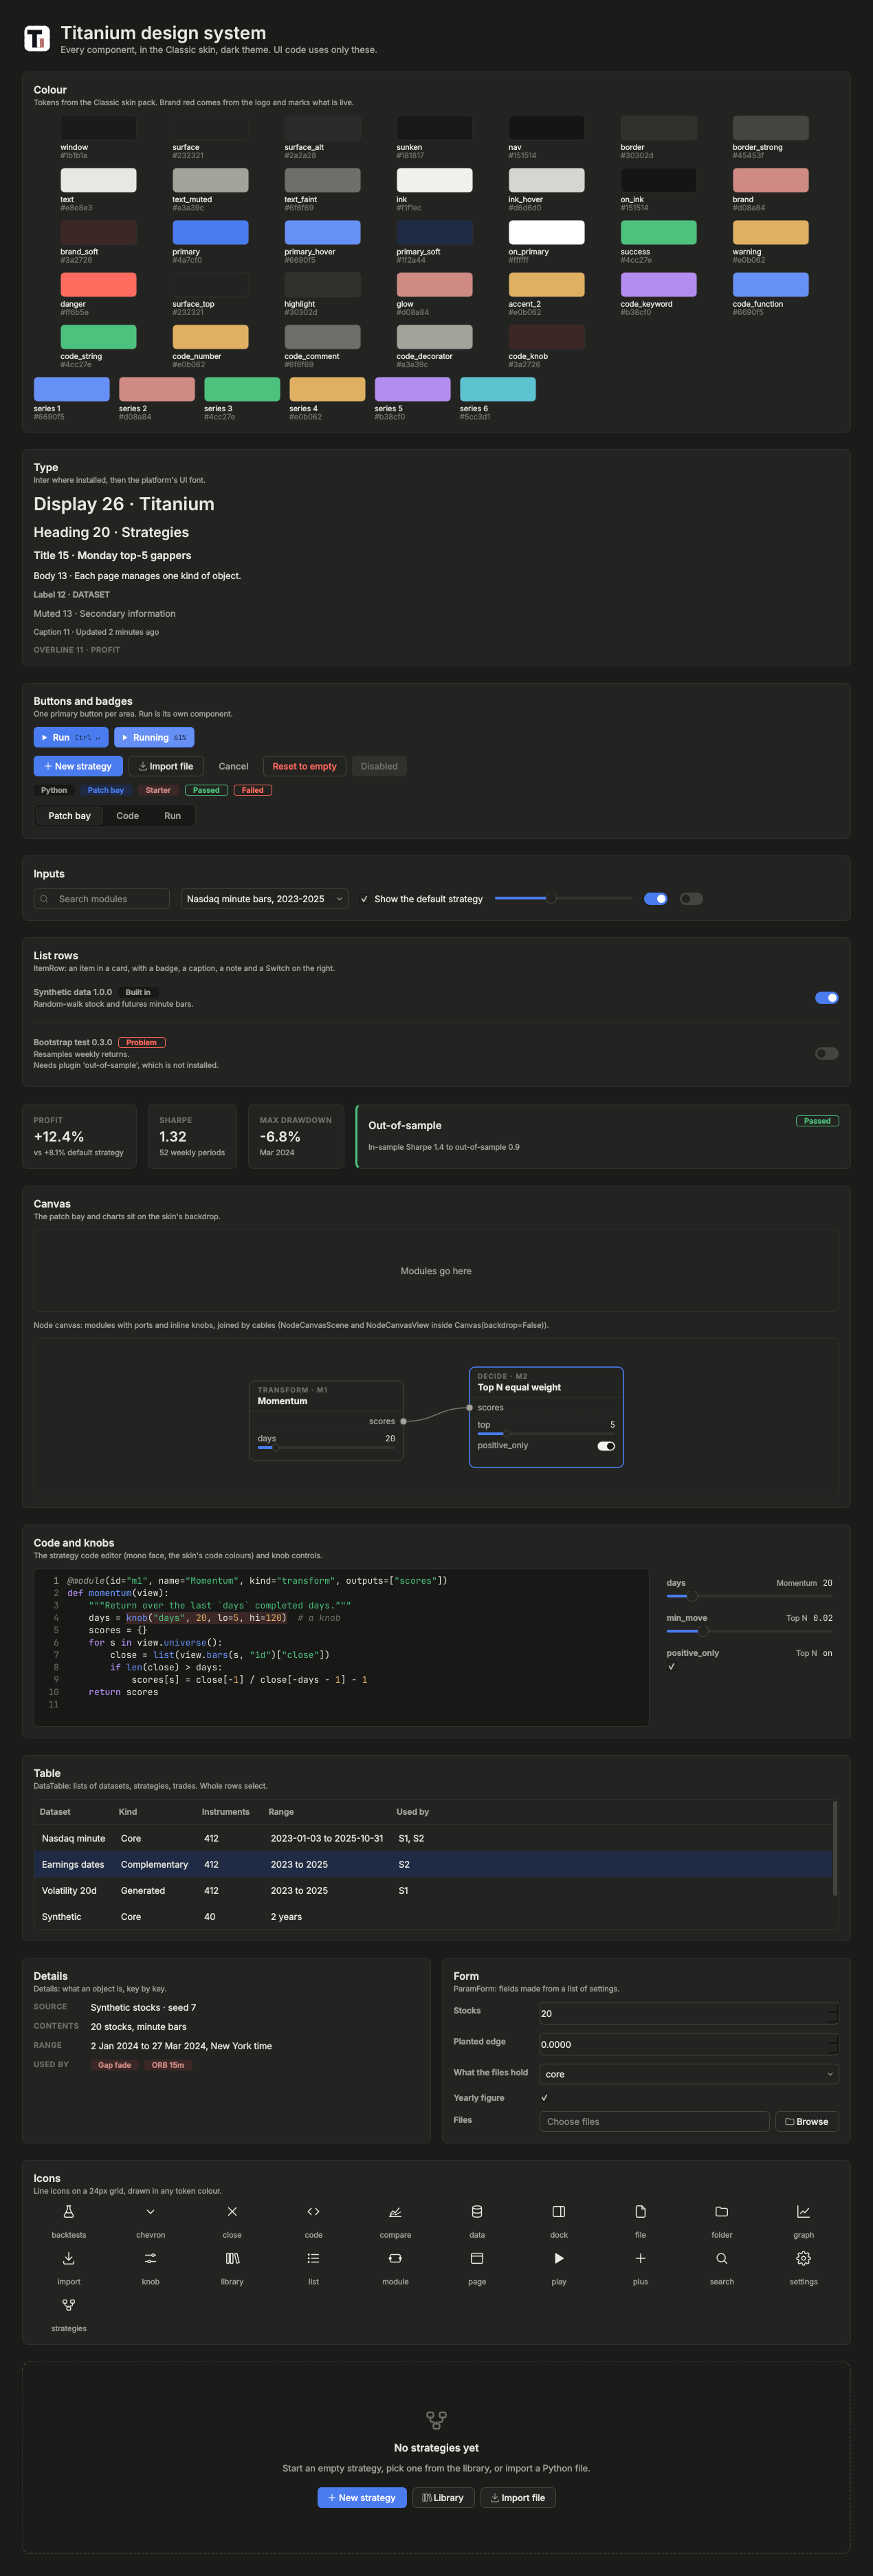 Titanium design system
Every component, in the Classic skin, dark theme. UI code uses only these.
Colour
Tokens from the Classic skin pack. Brand red comes from the logo and marks what is live.
window surface surface_alt sunken nav border border_strong
#1b1b1a #232321 #2a2a28 #181817 #151514 #30302d #45453f
text text_muted text_faint ink ink_hover on_ink brand
#e8e8e3 #a3a39c #6f6f69 #f1f1ec #d6d6d0 #151514 #d08a84
brand_soft primary primary_hover primary_soft on_primary success warning
#3a2726 #4a7cf0 #6690f5 #1f2a44 #ffffff #4cc27e #e0b062
danger surface_top highlight glow accent_2 code_keyword code_function
#ff6b5e #232321 #30302d #d08a84 #e0b062 #b38cf0 #6690f5
code_string code_number code_comment code_decorator code_knob
#4cc27e #e0b062 #6f6f69 #a3a39c #3a2726
series 1 series 2 series 3 series 4 series 5 series 6
#6690f5 #d08a84 #4cc27e #e0b062 #b38cf0 #5cc3d1
Type
Inter where installed, then the platform's UI font.
Display 26 · Titanium
Heading 20 · Strategies
Title 15 · Monday top-5 gappers
Body 13 · Each page manages one kind of object.
Label 12 · DATASET
Muted 13 · Secondary information
Caption 11 · Updated 2 minutes ago
OVERLINE 11 · PROFIT
Buttons and badges
One primary button per area. Run is its own component.
Run Ctrl ↵ Running 61%
New strategy Import file Cancel Reset to empty Disabled
Python Patch bay Starter Passed Failed
Patch bay Code Run
Inputs
Search modules Nasdaq minute bars, 2023-2025 Show the default strategy
List rows
ItemRow: an item in a card, with a badge, a caption, a note and a Switch on the right.
Synthetic data 1.0.0 Built in
Random-walk stock and futures minute bars.
Bootstrap test 0.3.0 Problem
Resamples weekly returns.
Needs plugin 'out-of-sample', which is not installed.
PROFIT
+12.4%
vs +8.1% default strategy
SHARPE
1.32
52 weekly periods
MAX DRAWDOWN
-6.8%
Mar 2024
Out-of-sample Passed
In-sample Sharpe 1.4 to out-of-sample 0.9
Canvas
The patch bay and charts sit on the skin's backdrop.
Modules go here
Node canvas: modules with ports and inline knobs, joined by cables (NodeCanvasScene and NodeCanvasView inside Canvas(backdrop=False)).
TRANSFORM · M1
Momentum
scores
days 20
DECIDE · M2
Top N equal weight
scores
top 5
positive_only
Code and knobs
The strategy code editor (mono face, the skin's code colours) and knob controls.
1 @module(id="m1", name="Momentum", kind="transform", outputs=["scores"])
2 def momentum(view):
3 """Return over the last `days` completed days."""
4 days = knob("days", 20, lo=5, hi=120) # a knob
5 scores = {}
6 for s in view.universe():
7 close = list(view.bars(s, "1d")["close"])
8 if len(close) > days:
9 scores[s] = close[-1] / close[-days - 1] - 1
10 return scores
11
days Momentum 20
min_move Top N 0.02
positive_only Top N on
Table
DataTable: lists of datasets, strategies, trades. Whole rows select.
Dataset Kind Instruments Range Used by
Nasdaq minute Core 412 2023-01-03 to 2025-10-31 S1, S2
Earnings dates Complementary 412 2023 to 2025 S2
Volatility 20d Generated 412 2023 to 2025 S1
Synthetic Core 40 2 years
Details
Details: what an object is, key by key.
SOURCE Synthetic stocks · seed 7
CONTENTS 20 stocks, minute bars
RANGE 2 Jan 2024 to 27 Mar 2024, New York time
USED BY Gap fade ORB 15m
Form
ParamForm: fields made from a list of settings.
Stocks 20
Planted edge 0.0000
What the files hold core
Yearly figure
Files Choose files Browse
Icons
Line icons on a 24px grid, drawn in any token colour.
backtests chevron close code compare data dock file folder graph
import knob library list module page play plus search settings
strategies
No strategies yet
Start an empty strategy, pick one from the library, or import a Python file.
New strategy Library Import file